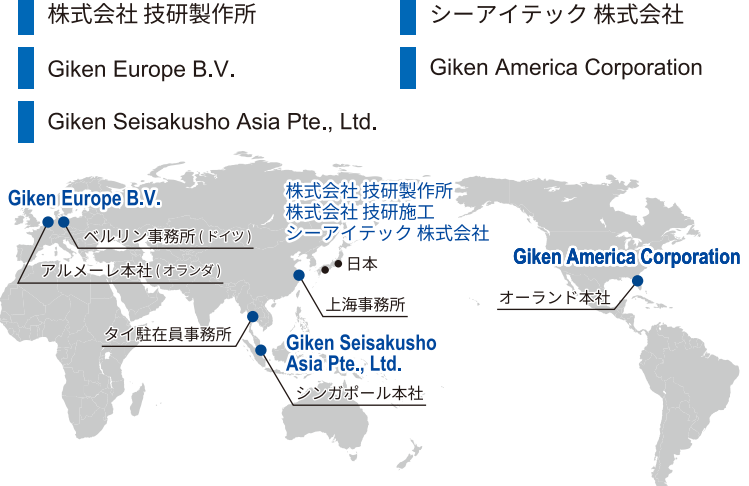 株式会社 技研製作所
シーアイテック 株式会社
Giken Europe B.V.
Giken America Corporation
Giken Seisakusho Asia Pte., Ltd.
Giken Europe B.V.
ベルリン事務所 ( ドイツ )
アルメーレ本社 ( オランダ )
株式会社 技研製作所
株式会社 技研施工
シーアイテック 株式会社
日本
上海事務所
タイ駐在員事務所
Giken Seisakusho
Asia Pte., Ltd.
シンガポール本社
Giken America Corporation
オーランド本社